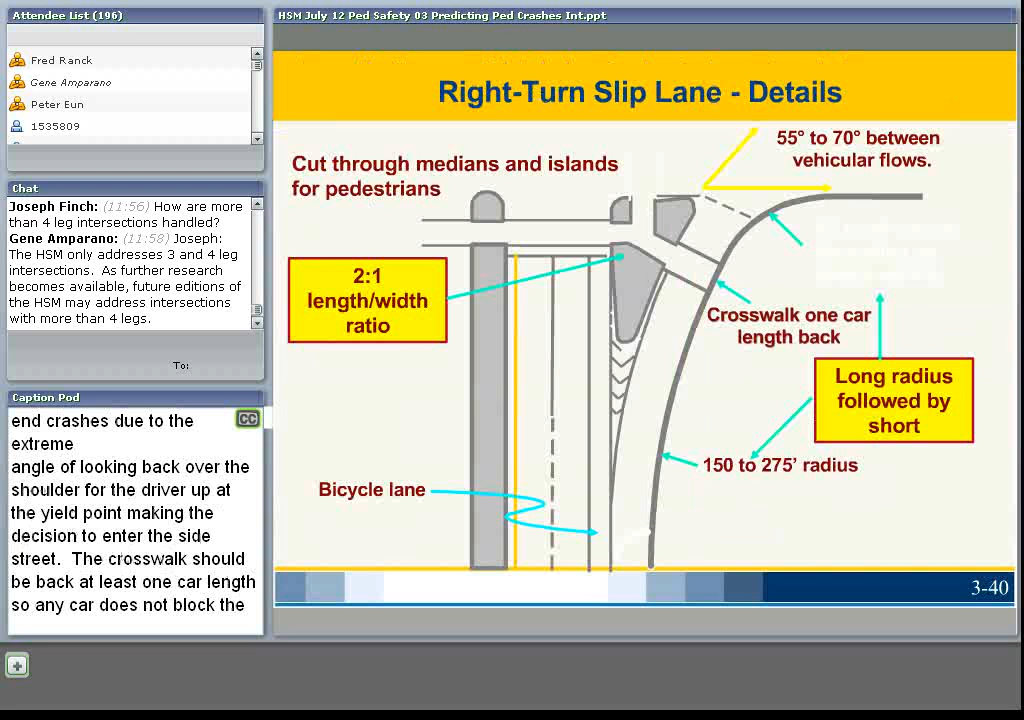 Attendee List (196)
Fred Ranck
Gene Amparano
Peter Eun
1535809
Chat
Joseph Finch: (11:56) How are more
than 4 leg intersections handled?
Gene Amparano: (11:58) Joseph:
The HSM only addresses 3 and 4 leg
intersections. As further research
becomes available, future editions of
the HSM may address intersections
with more than 4 legs.
To:
Caption Pod
CC
end crashes due to the
extreme
angle of looking back over the
shoulder for the driver up at
the yield point making the
decision to enter the side
street. The crosswalk should
be back at least one car length
so any car does not block the
HSM July 12 Ped Safety 03 Predicting Ped Crashes Int.ppt
Right-Turn Slip Lane - Details
55° to 70° between
vehicular flows.
Cut through medians and islands
for pedestrians
2:1
length/width
ratio
Crosswalk one car
length back
Long radius
followed by
short
150 to 275’ radius
Bicycle lane
3-40